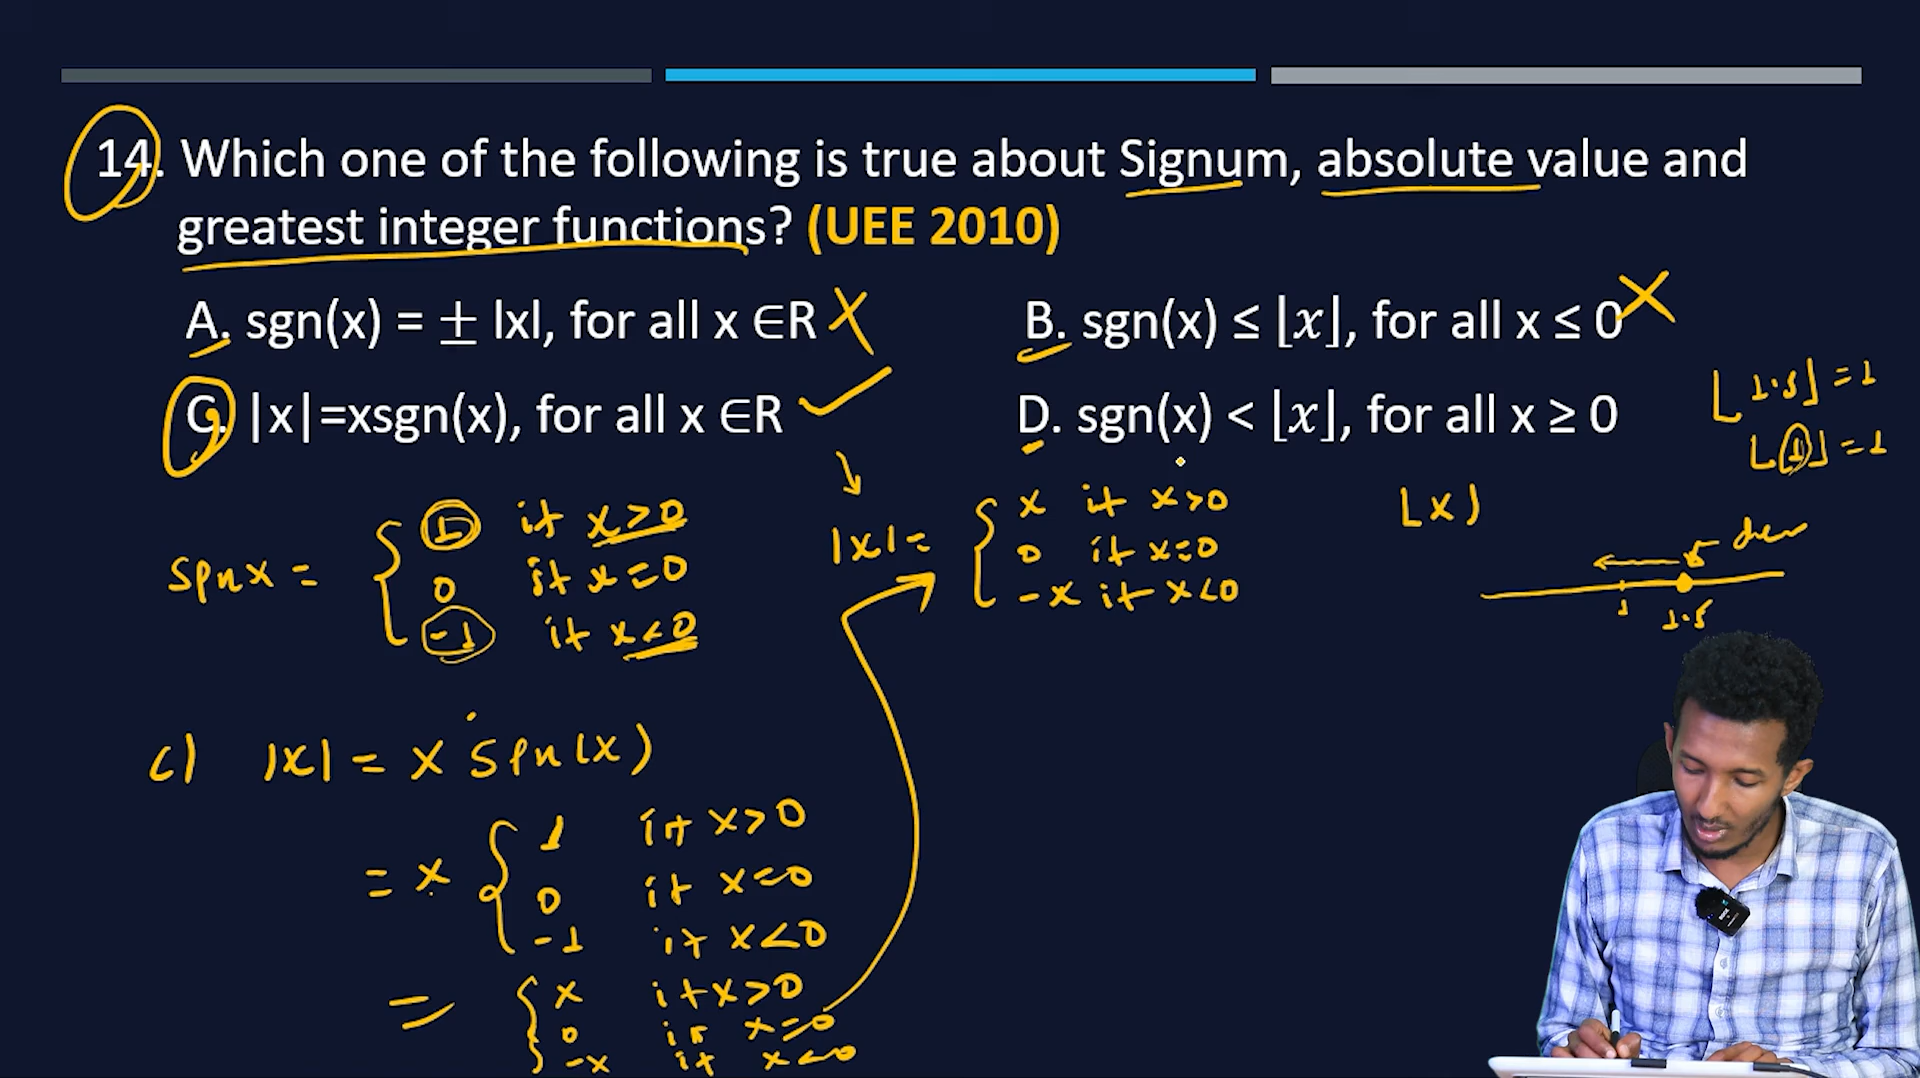 14. Which one of the following is true about Signum, absolute value and
greatest integer functions? (UEE 2010)
A. sgn(x) = ± |x|, for all x ∈R X
B. sgn(x) ≤ ⌊x⌋, for all x ≤ 0 X
C. |x|=xsgn(x), for all x ∈R ✓
D. sgn(x) < ⌊x⌋, for all x ≥ 0
⌊1.5⌋ = 1
⌊1⌋ = 1
sgn x = { 1 if x>0
0 if x=0
-1 if x<0
|x| = { x if x>0
0 if x=0
-x if x<0
⌊x⌋
1 1.5
c) |x| = x sgn(x)
= x { 1 if x>0
0 if x=0
-1 if x<0
= { x if x>0
0 if x=0
-x if x<0